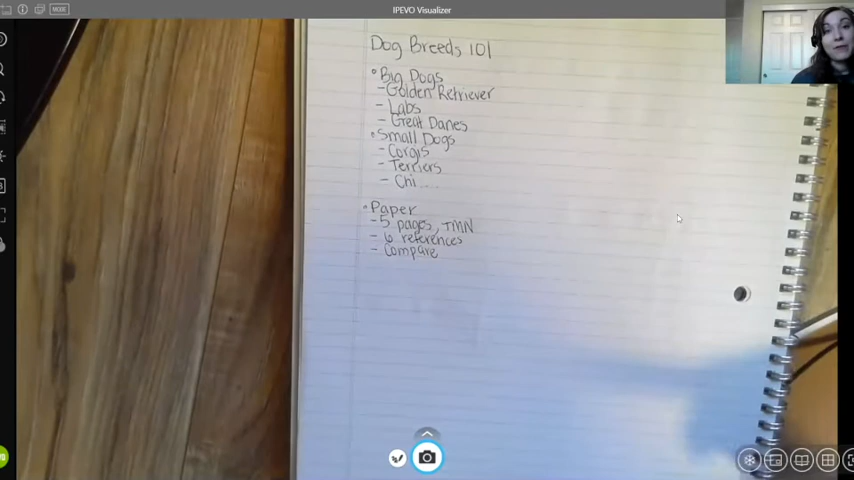 MODE
IPEVO Visualizer
Dog Breeds 101
• Big Dogs
- Golden Retriever
- Labs
- Great Danes
• Small Dogs
- Corgis
- Terriers
- Chi....
• Paper
- 5 pages, TMN
- 6 references
- Compare